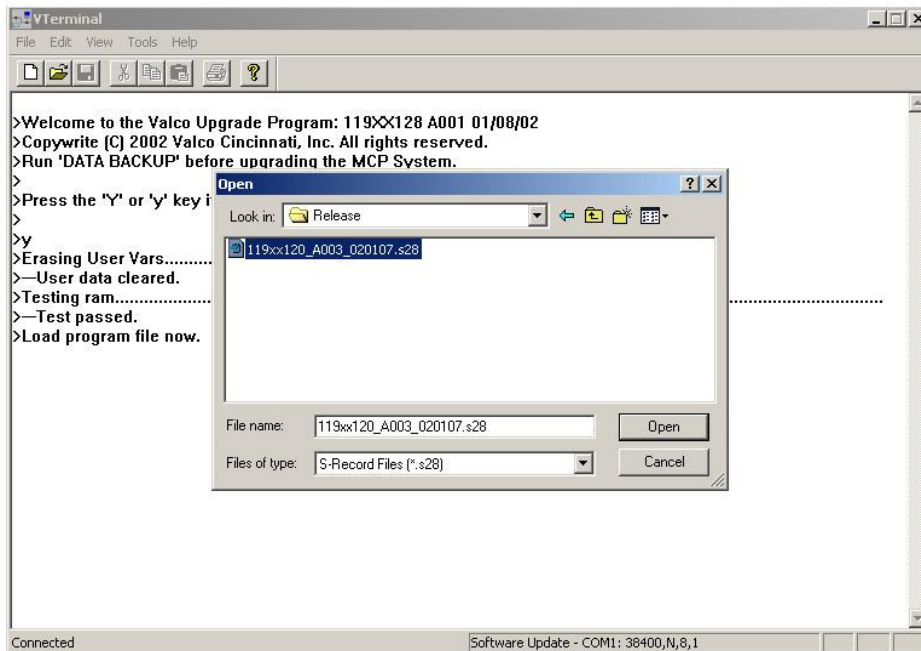 VTerminal
File Edit View Tools Help
>Welcome to the Valco Upgrade Program: 119XX128 A001 01/08/02
>Copywrite (C) 2002 Valco Cincinnati, Inc. All rights reserved.
>Run 'DATA BACKUP' before upgrading the MCP System.
>
>Press the 'Y' or 'y' key i
>
>y
>Erasing User Vars..........
>—User data cleared.
>Testing ram..............................
>—Test passed.
>Load program file now.
Open
Look in: Release
119xx120_A003_020107.s28
File name: 119xx120_A003_020107.s28
Open
Files of type: S-Record Files (*.s28)
Cancel
Connected
Software Update - COM1: 38400,N,8,1